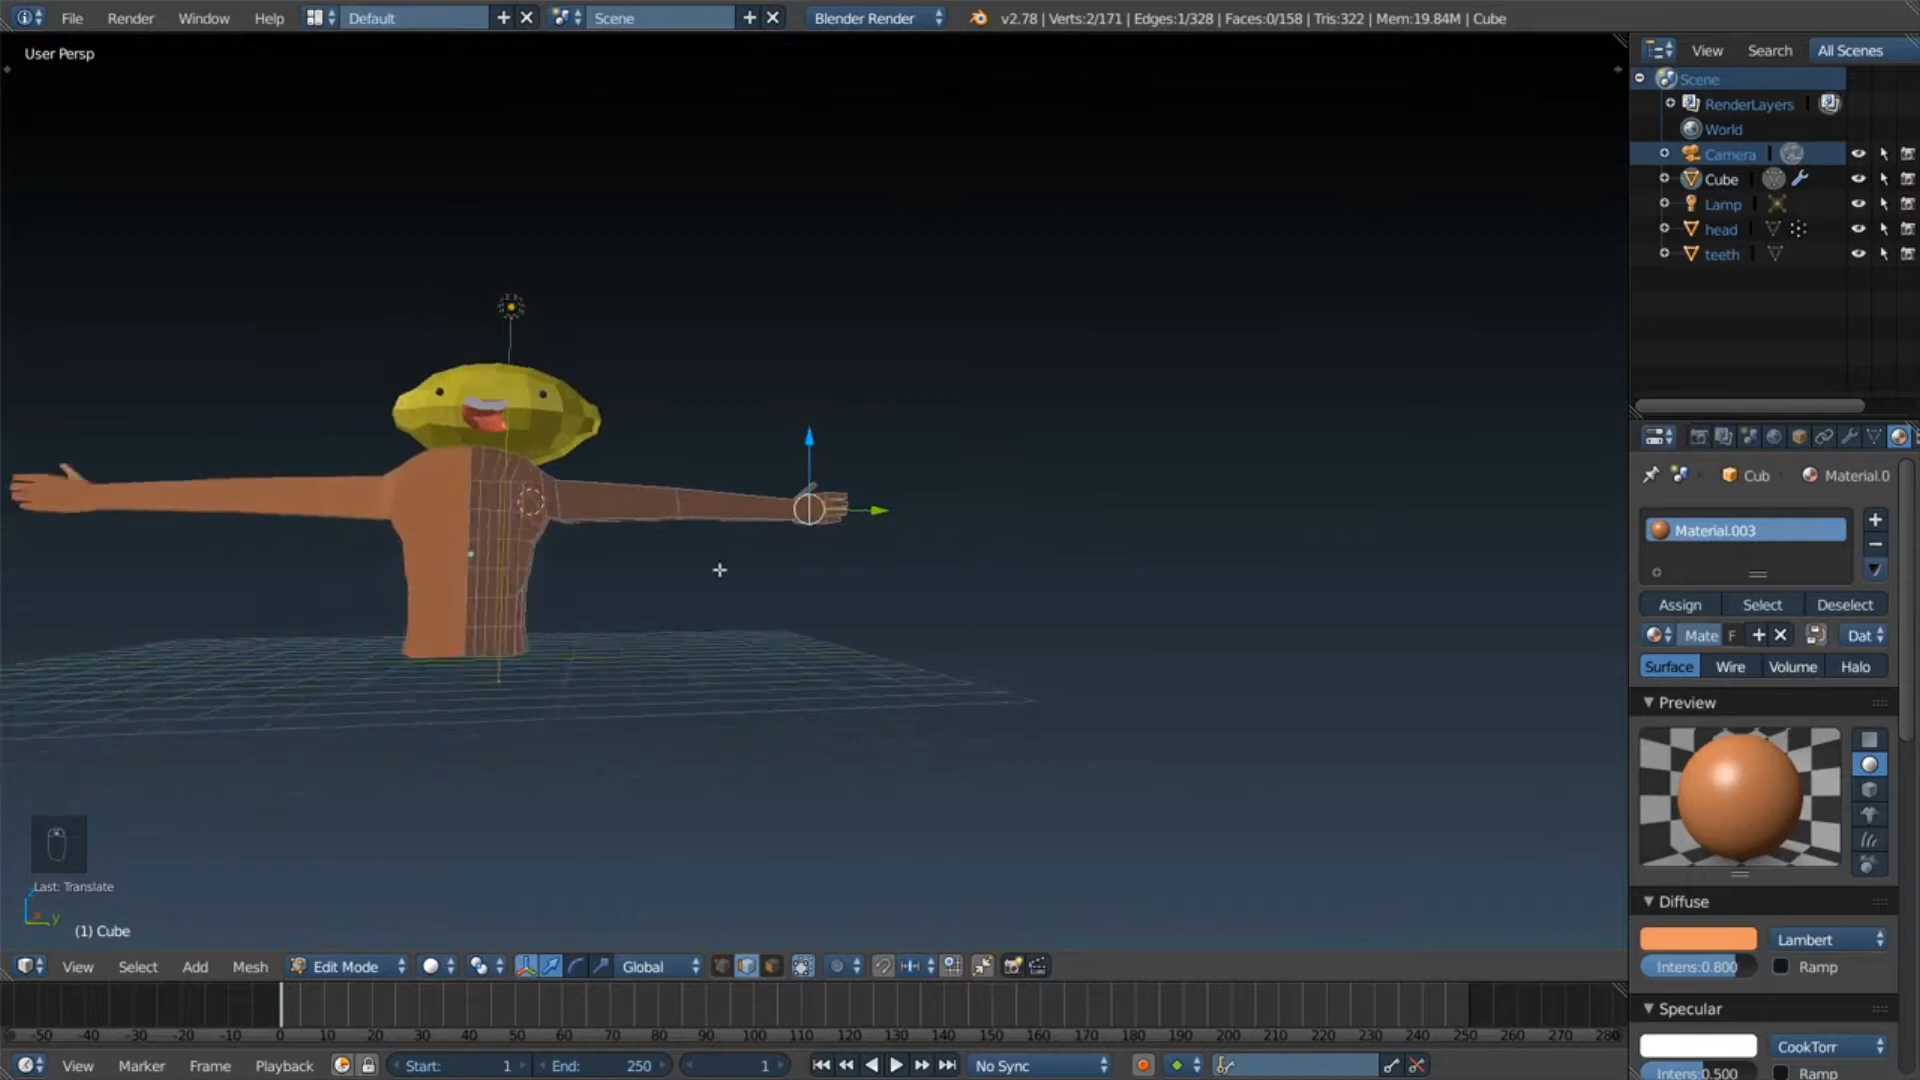 File Render Window Help Default Scene Blender Render v2.78 | Verts:2/171 | Edges:1/328 | Faces:0/158 | Tris:322 | Mem:19.84M | Cube
User Persp
View Search All Scenes
Scene
RenderLayers
World
Camera
Cube
Lamp
head
teeth
Cub Material.0
Material.003
Assign Select Deselect
Mate F Dat
Surface Wire Volume Halo
Preview
Last: Translate
z
y
(1) Cube
Diffuse
Lambert
Intens:0.800 Ramp
Specular
CookTorr
Intens:0.500 Ramp
View Select Add Mesh Edit Mode Global
-50 -40 -30 -20 -10 0 10 20 30 40 50 60 70 80 90 100 110 120 130 140 150 160 170 180 190 200 210 220 230 240 250 260 270 280
View Marker Frame Playback Start: 1 End: 250 1 No Sync